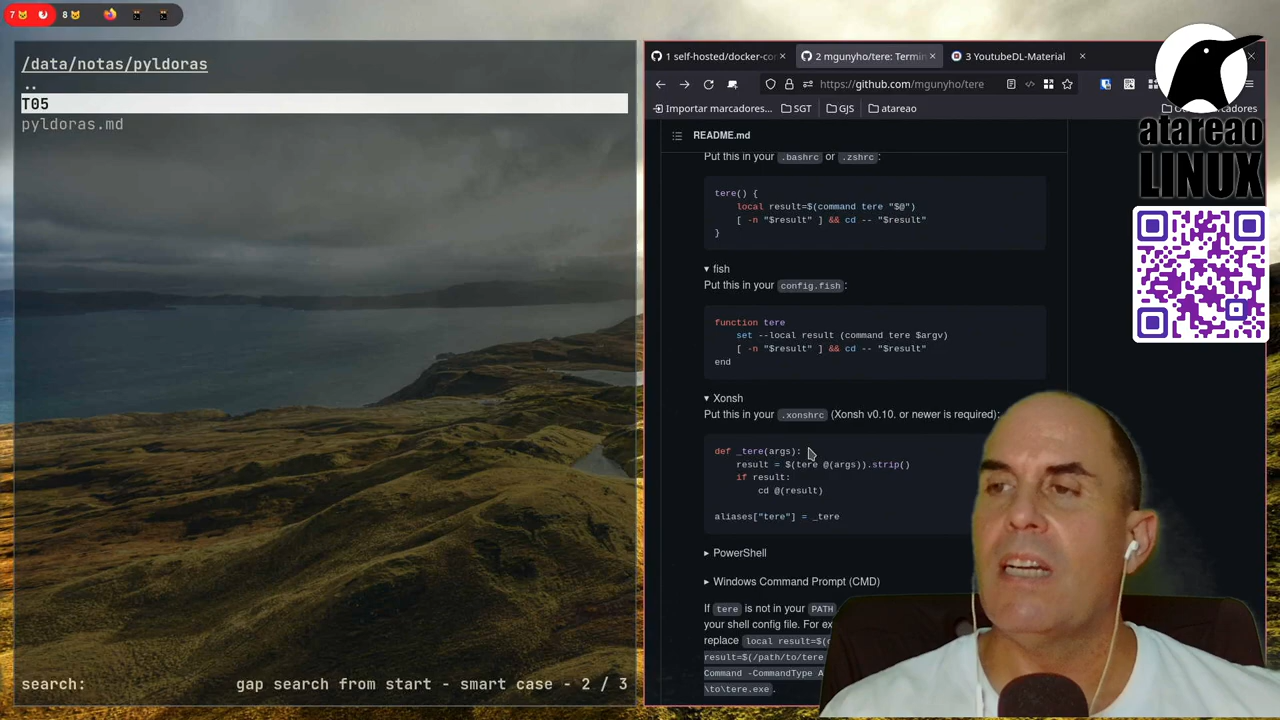 7
8
/data/notas/pyldoras
..
T05
pyldoras.md
search:
gap search from start - smart case - 2 / 3
1 self-hosted/docker-co
2 mgunyho/tere: Termin
3 YoutubeDL-Material
https://github.com/mgunyho/tere
Importar marcadores...
SGT
GJS
atareao
adores
README.md
Put this in your .bashrc or .zshrc:
tere() {
local result=$(command tere "$@")
[ -n "$result" ] && cd -- "$result"
}
fish
Put this in your config.fish:
function tere
set --local result (command tere $argv)
[ -n "$result" ] && cd -- "$result"
end
Xonsh
Put this in your .xonshrc (Xonsh v0.10. or newer is required):
def _tere(args):
result = $(tere @(args)).strip()
if result:
cd @(result)
aliases["tere"] = _tere
PowerShell
Windows Command Prompt (CMD)
If tere is not in your PATH
your shell config file. For ex
replace local result=$(
result=$(/path/to/tere
Command -CommandType A
\to\tere.exe.
atareao
LINUX